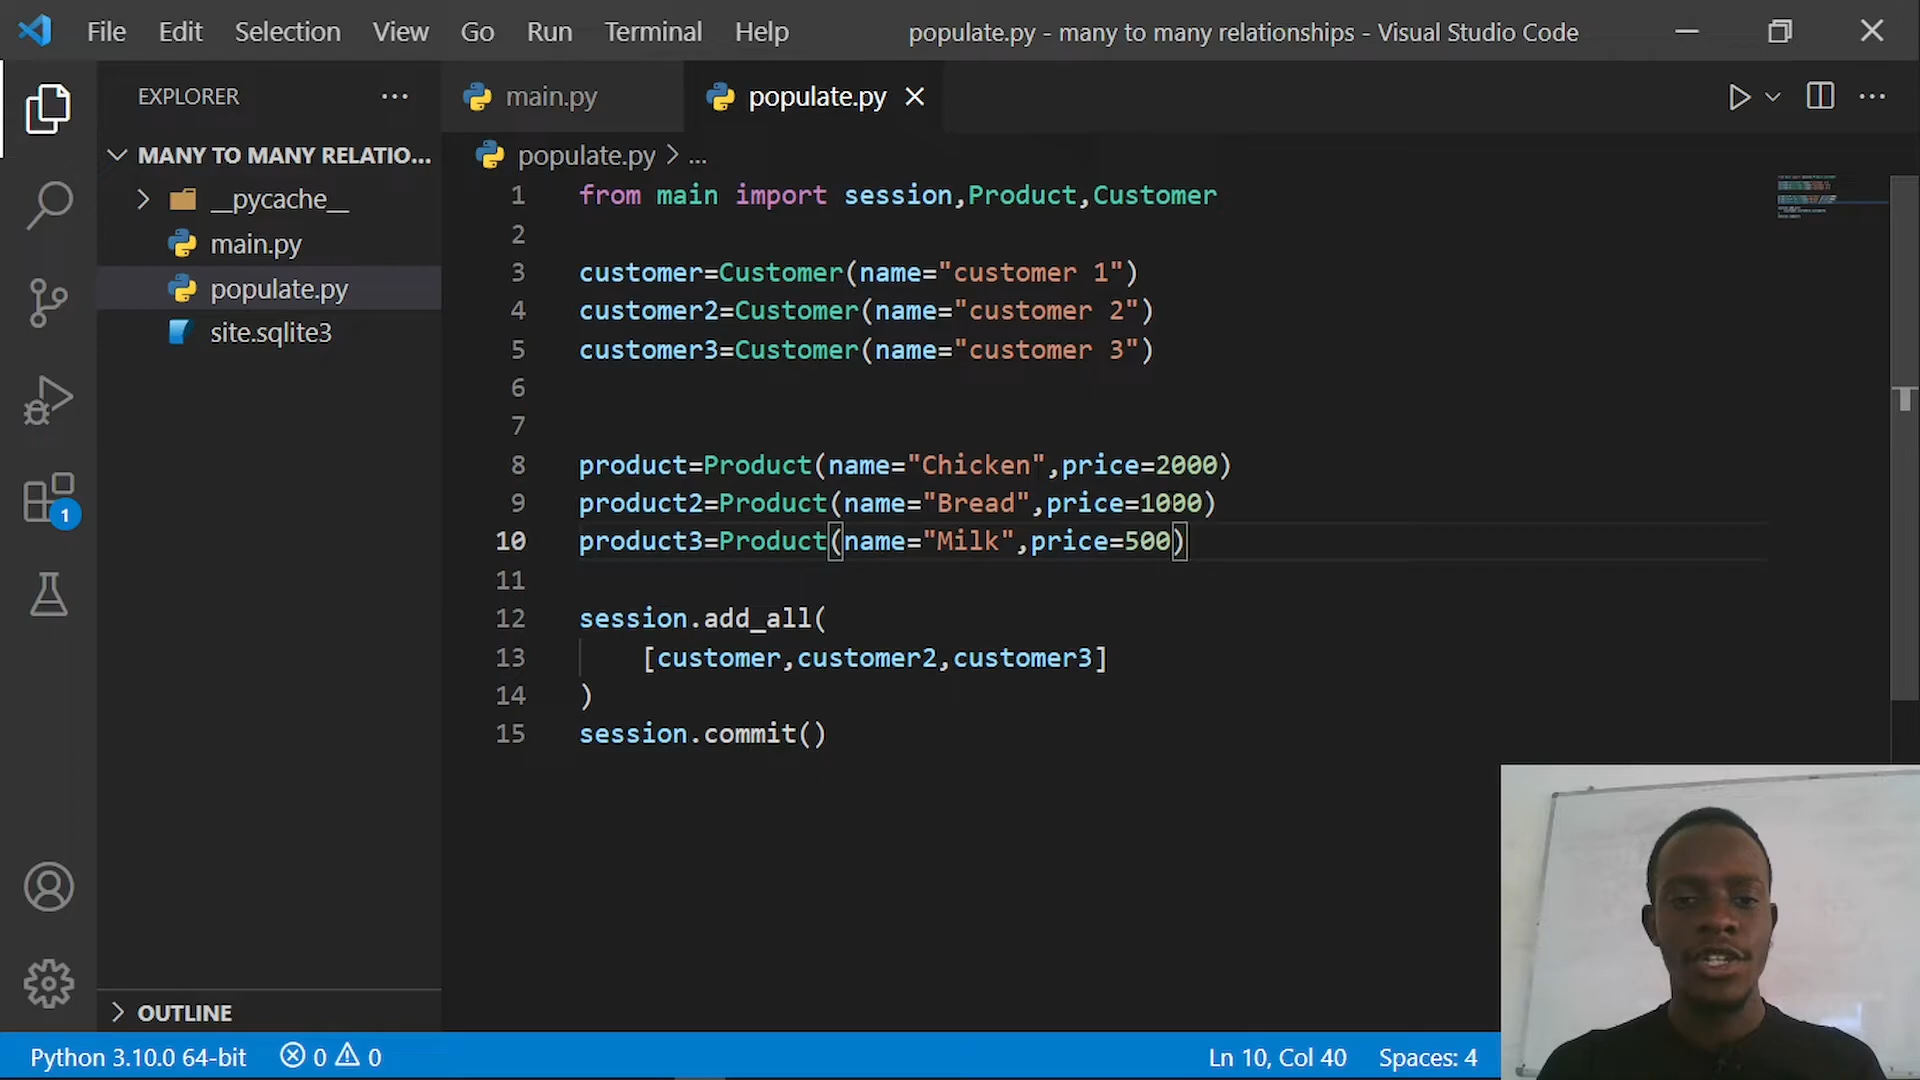 File Edit Selection View Go Run Terminal Help populate.py - many to many relationships - Visual Studio Code
EXPLORER
MANY TO MANY RELATIO...
__pycache__
main.py
populate.py
site.sqlite3
OUTLINE
1
main.py populate.py
populate.py > ...
1 from main import session,Product,Customer
2
3 customer=Customer(name="customer 1")
4 customer2=Customer(name="customer 2")
5 customer3=Customer(name="customer 3")
6
7
8 product=Product(name="Chicken",price=2000)
9 product2=Product(name="Bread",price=1000)
10 product3=Product(name="Milk",price=500)
11
12 session.add_all(
13 [customer,customer2,customer3]
14 )
15 session.commit()
Python 3.10.0 64-bit 0 0 Ln 10, Col 40 Spaces: 4